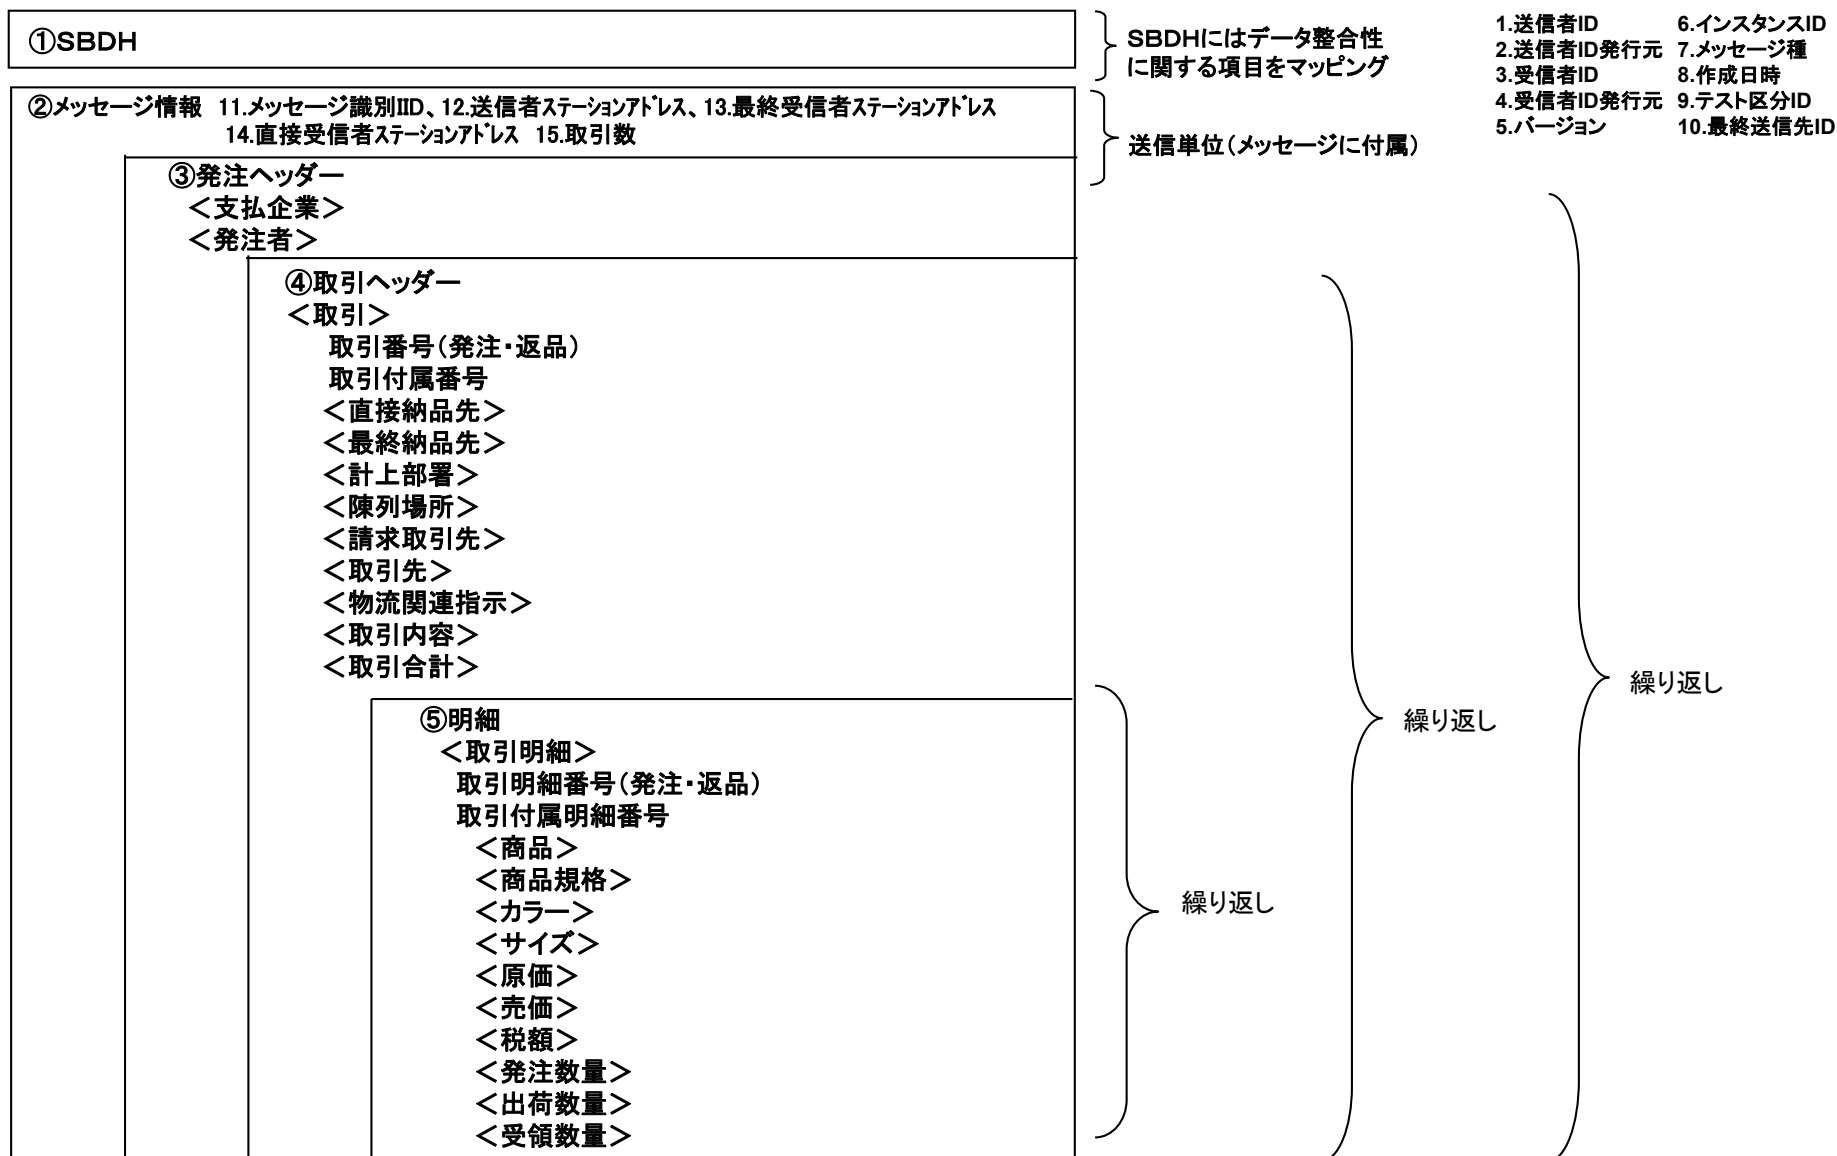 ①SBDH
SBDHにはデータ整合性
に関する項目をマッピング
1.送信者ID 6.インスタンスID
2.送信者ID発行元 7.メッセージ種
3.受信者ID 8.作成日時
4.受信者ID発行元 9.テスト区分ID
5.バージョン 10.最終送信先ID
②メッセージ情報 11.メッセージ識別IID、12.送信者ステーションアドレス、13.最終受信者ステーションアドレス
14.直接受信者ステーションアドレス 15.取引数
送信単位(メッセージに付属)
③発注ヘッダー
<支払企業>
<発注者>
④取引ヘッダー
<取引>
取引番号(発注・返品)
取引付属番号
<直接納品先>
<最終納品先>
<計上部署>
<陳列場所>
<請求取引先>
<取引先>
<物流関連指示>
<取引内容>
<取引合計>
⑤明細
<取引明細>
取引明細番号(発注・返品)
取引付属明細番号
<商品>
<商品規格>
<カラー>
<サイズ>
<原価>
<売価>
<税額>
<発注数量>
<出荷数量>
<受領数量>
繰り返し
繰り返し
繰り返し